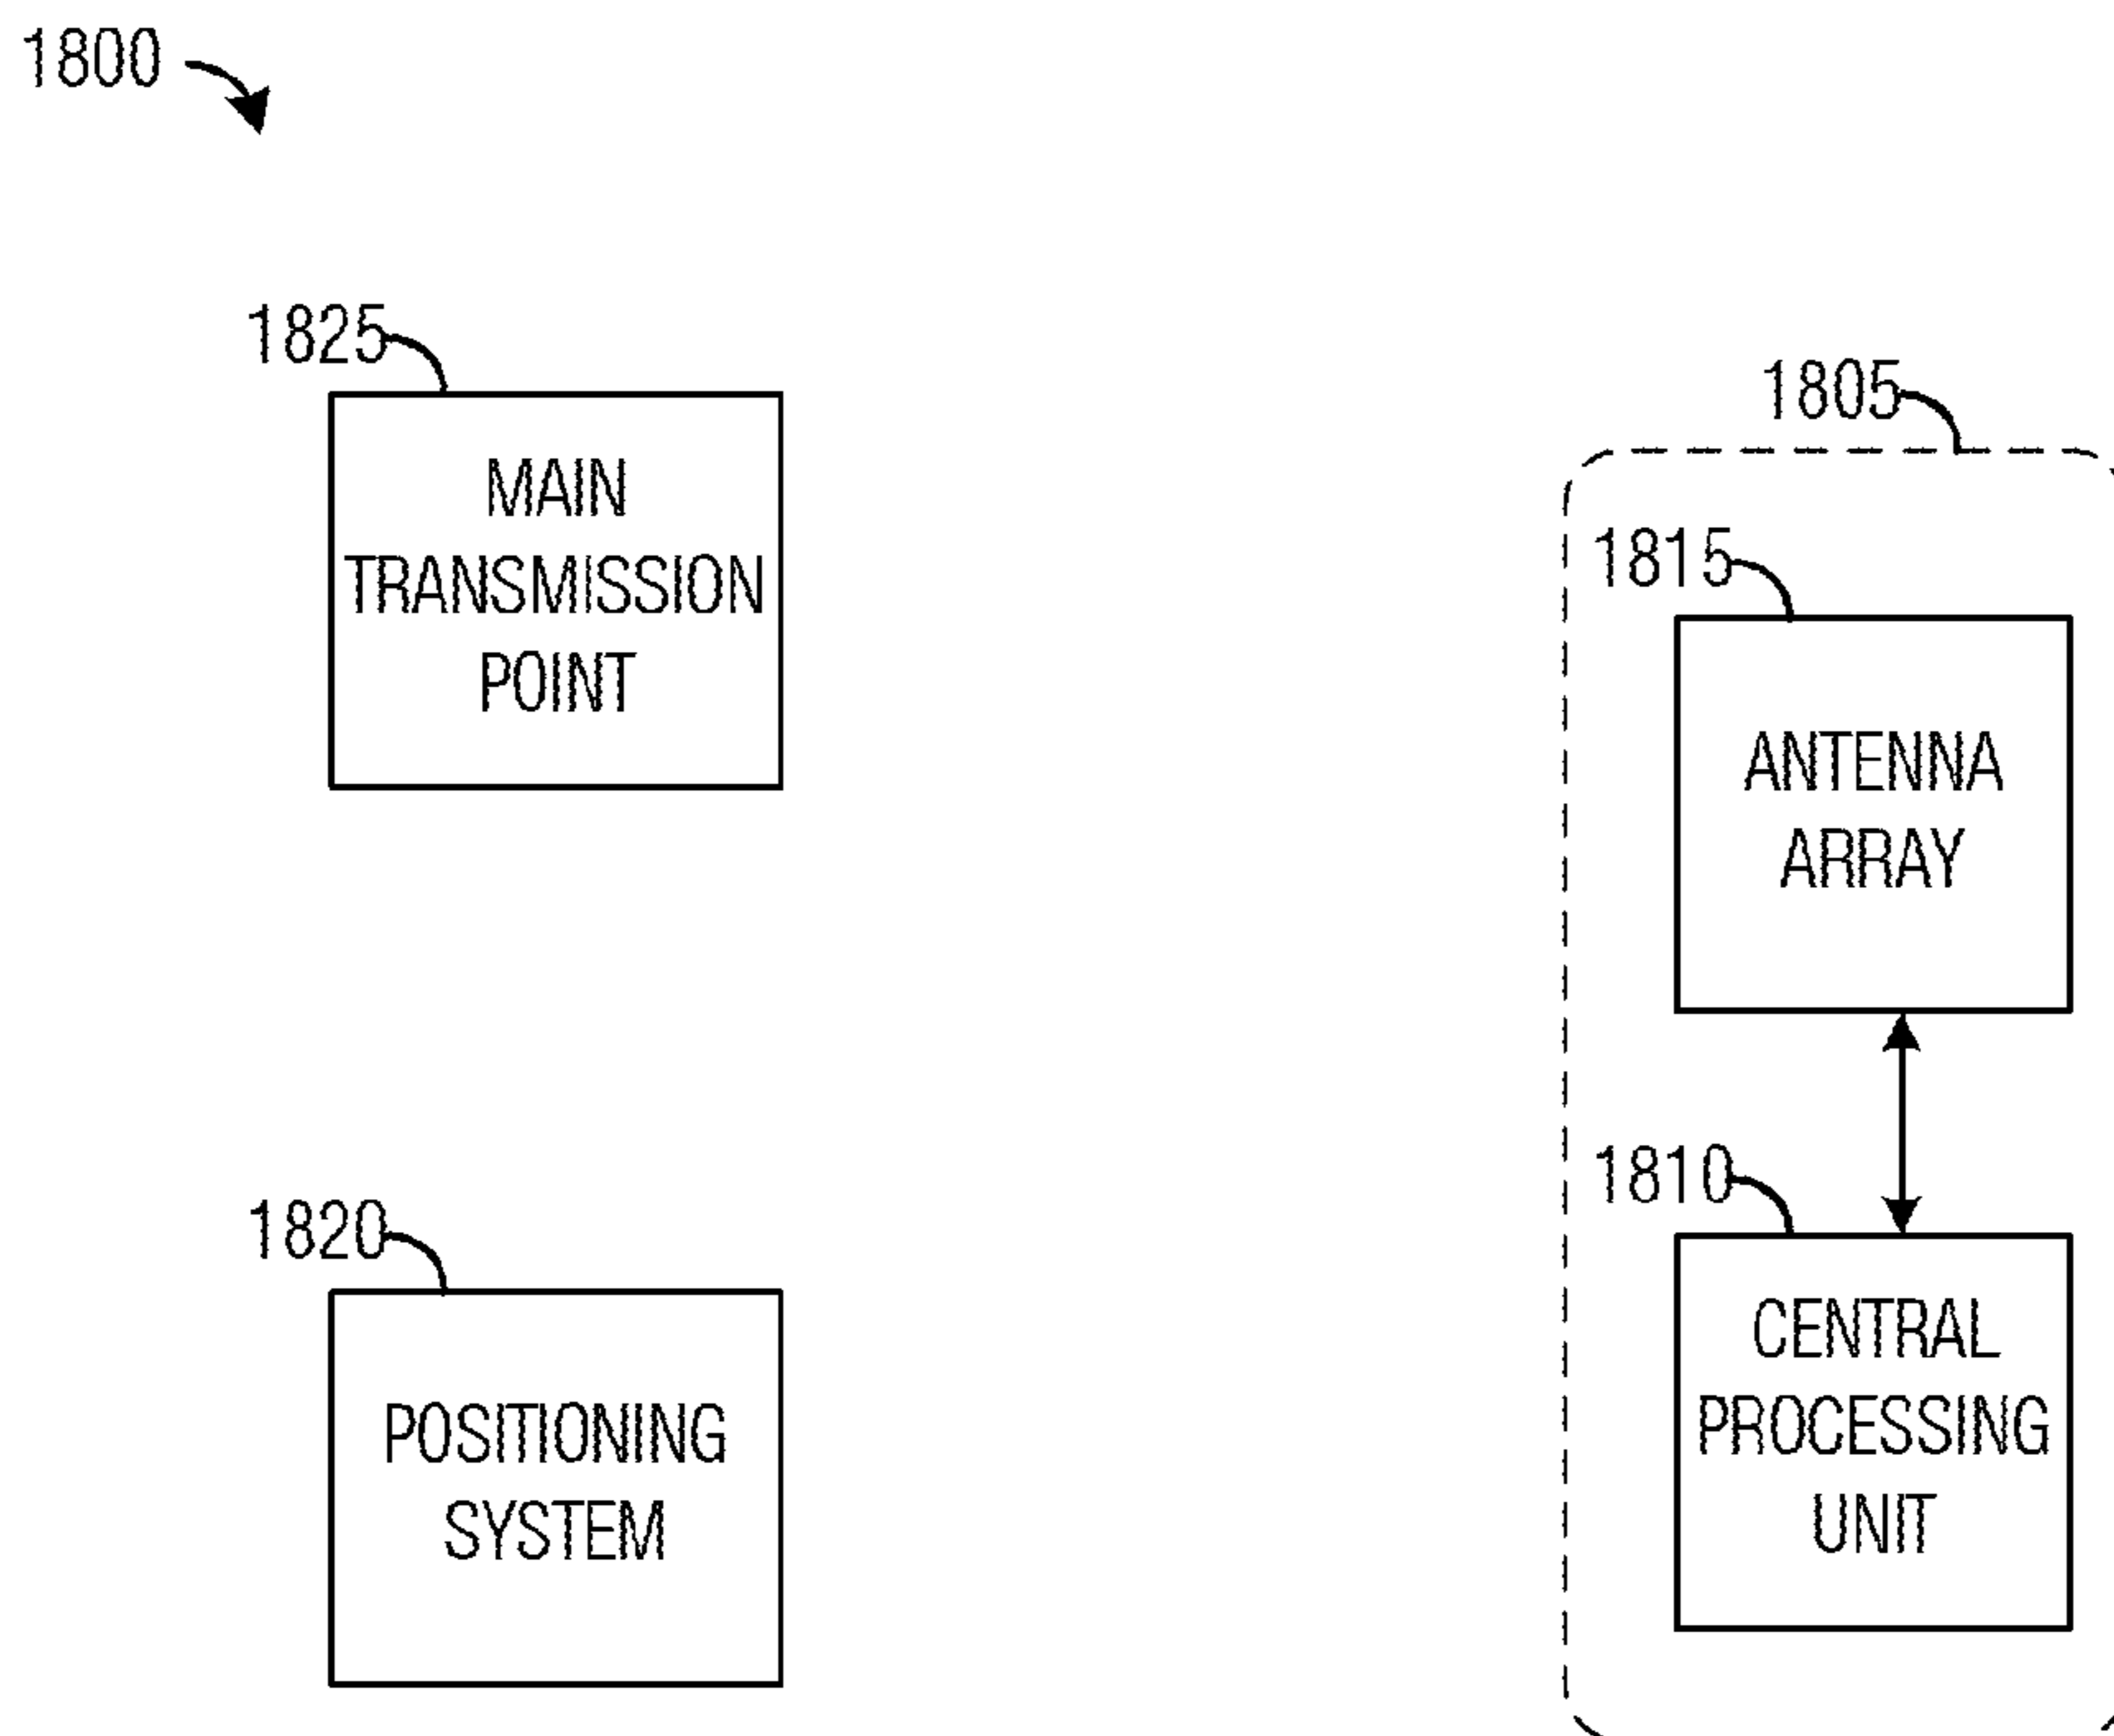 1800
1825
MAIN
TRANSMISSION
POINT
1805
1815
ANTENNA
ARRAY
1810
CENTRAL
PROCESSING
UNIT
1820
POSITIONING
SYSTEM